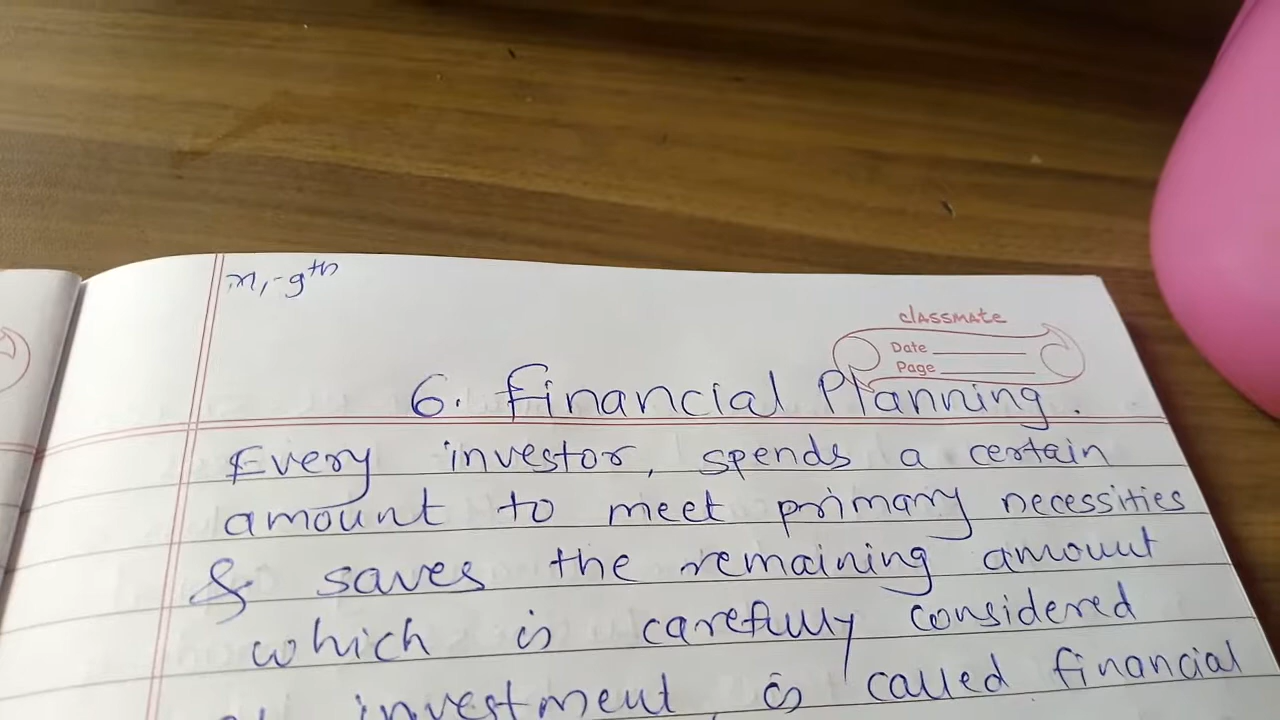 m,-9th
classmate
Date
Page
6. Financial Planning.
Every investor, spends a certain
amount to meet primary necessities
& saves the remaining amount
which is carefully considered
investment is called financial